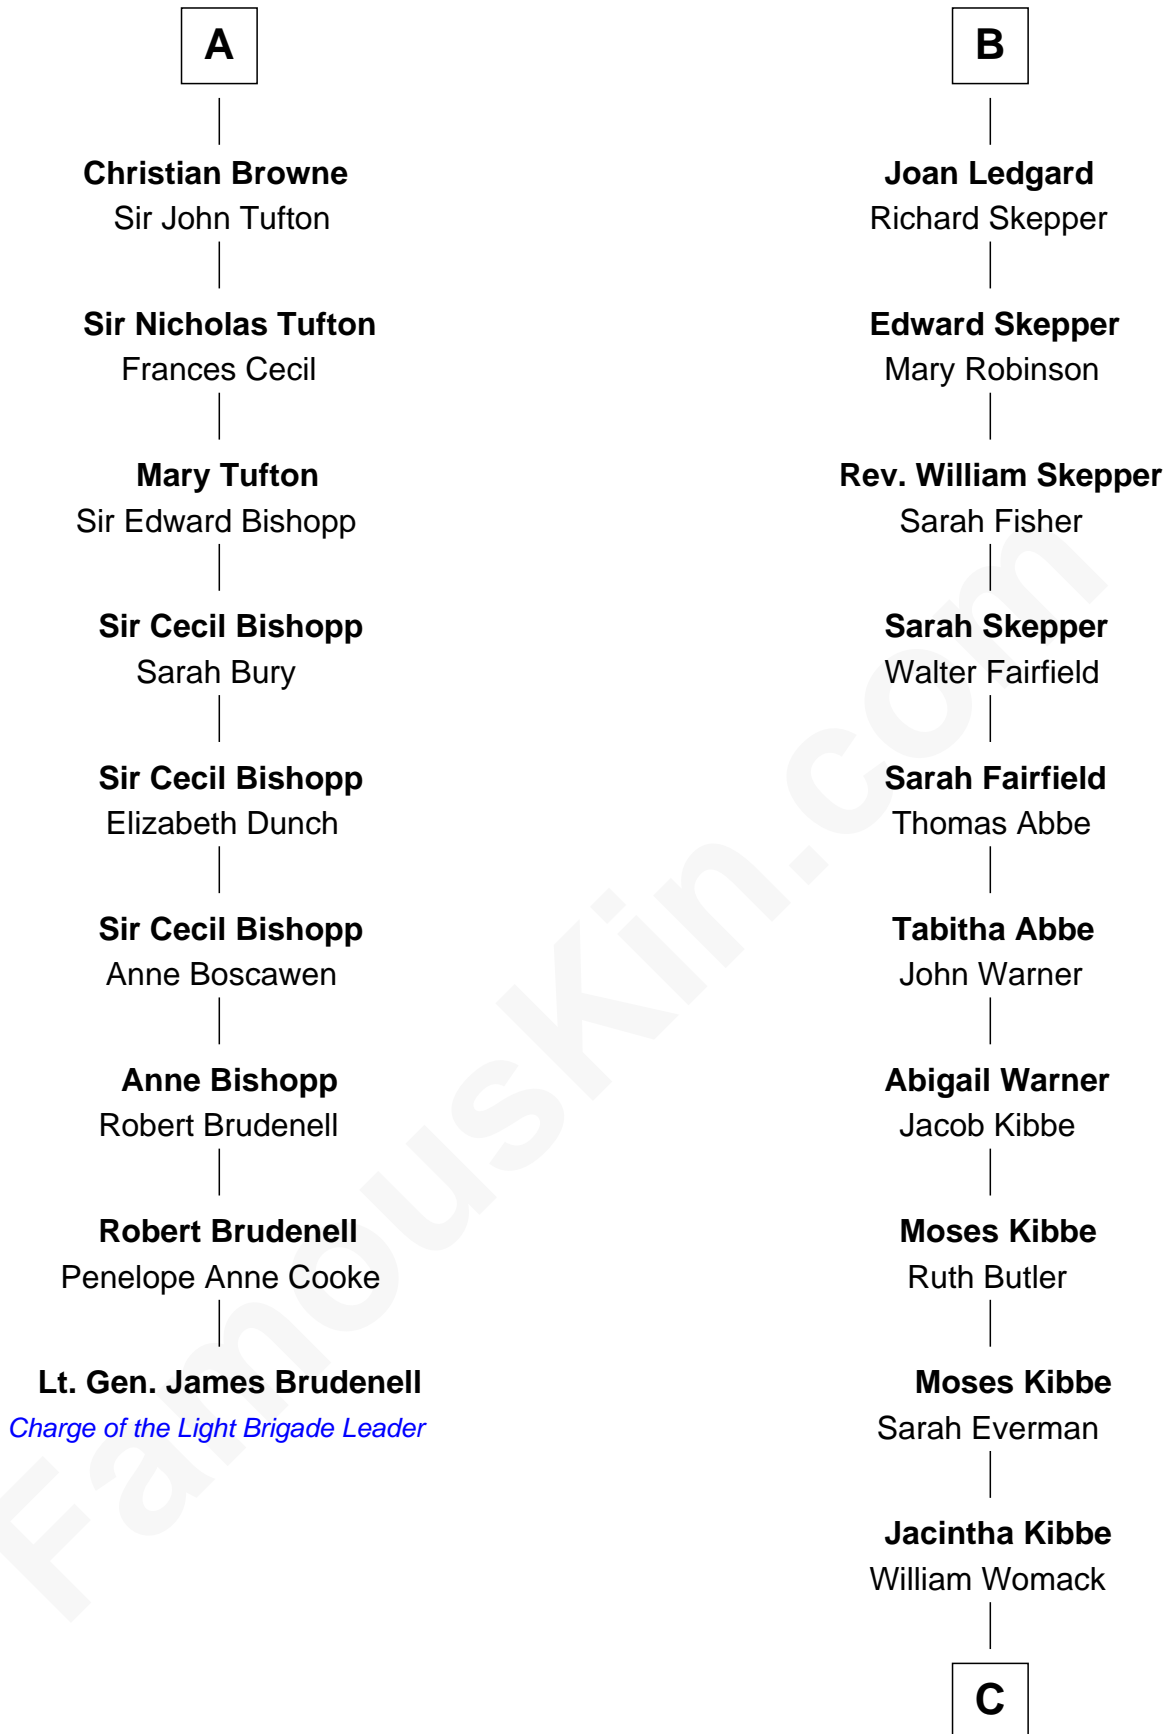 A
Christian Browne
Sir John Tufton
Sir Nicholas Tufton
Frances Cecil
Mary Tufton
Sir Edward Bishopp
Sir Cecil Bishopp
Sarah Bury
Sir Cecil Bishopp
Elizabeth Dunch
Sir Cecil Bishopp
Anne Boscawen
Anne Bishopp
Robert Brudenell
Robert Brudenell
Penelope Anne Cooke
Lt. Gen. James Brudenell
Charge of the Light Brigade Leader
B
Joan Ledgard
Richard Skepper
Edward Skepper
Mary Robinson
Rev. William Skepper
Sarah Fisher
Sarah Skepper
Walter Fairfield
Sarah Fairfield
Thomas Abbe
Tabitha Abbe
John Warner
Abigail Warner
Jacob Kibbe
Moses Kibbe
Ruth Butler
Moses Kibbe
Sarah Everman
Jacintha Kibbe
William Womack
C
FamousKin.com